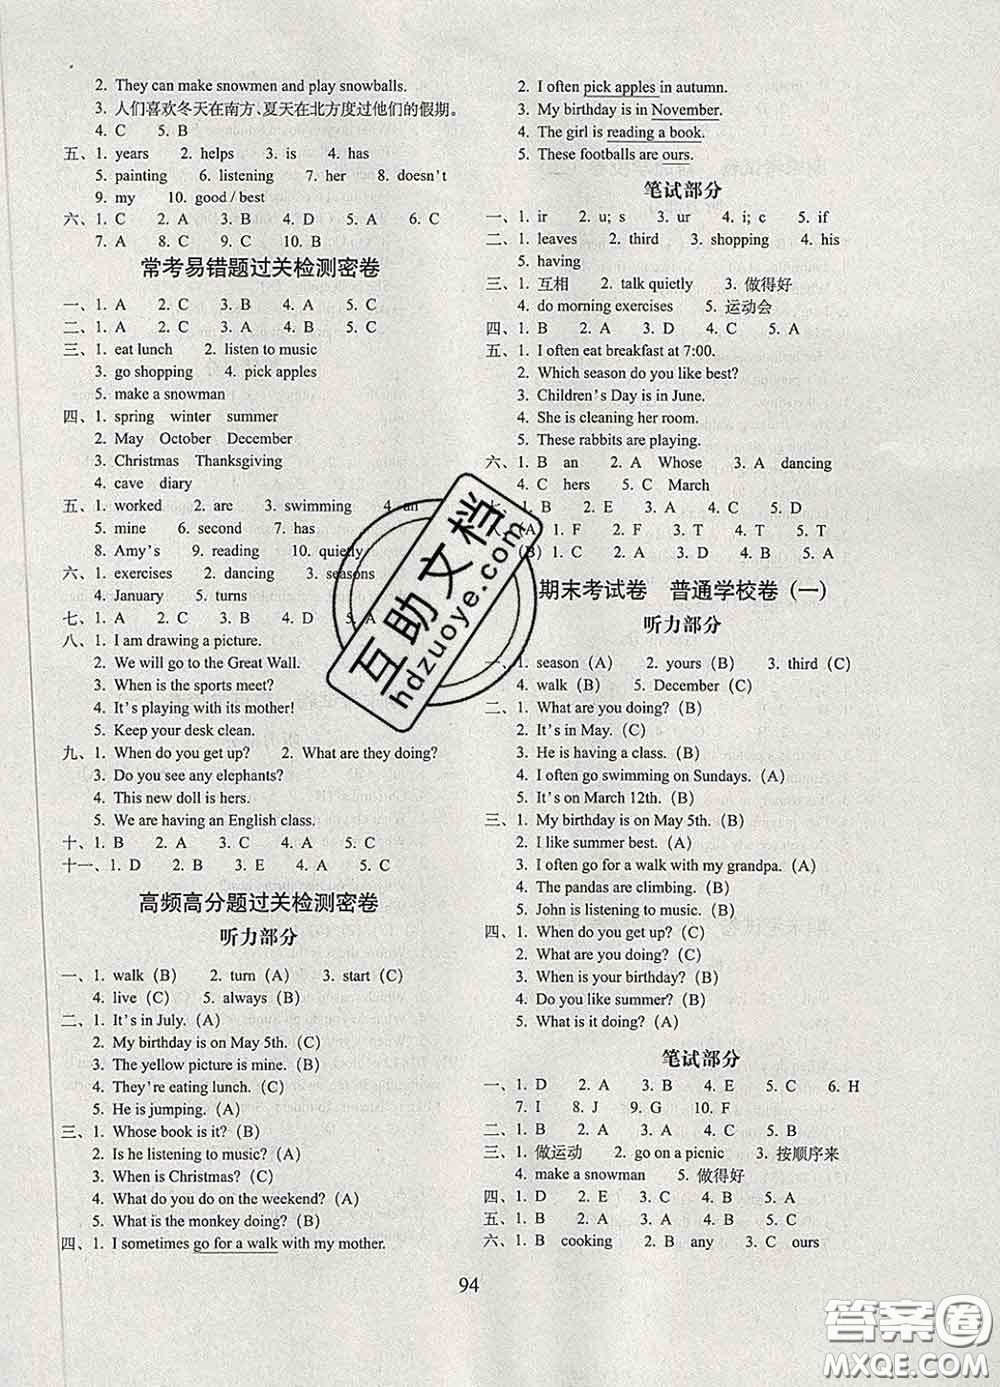 2. They can make snowmen and play snowballs.
3. 人们喜欢冬天在南方、夏天在北方度过他们的假期。
4. C 5. B
五、1. years 2. helps 3. is 4. has
5. painting 6. listening 7. her 8. doesn't
9. my 10. good / best
六、1. C 2. A 3. B 4. D 5. A 6. C
7. A 8. C 9. C 10. B
常考易错题过关检测密卷
一、1. A 2. C 3. B 4. A 5. C
二、1. A 2. C 3. A 4. B 5. C
三、1. eat lunch 2. listen to music
3. go shopping 4. pick apples
5. make a snowman
四、1. spring winter summer
2. May October December
3. Christmas Thanksgiving
4. cave diary
五、1. worked 2. are 3. swimming 4. an
5. mine 6. second 7. has
8. Amy's 9. reading 10. quietly
六、1. exercises 2. dancing 3. seasons
4. January 5. turns
七、1. B 2. A 3. C 4. C 5. A
八、1. I am drawing a picture.
2. We will go to the Great Wall.
3. When is the sports meet?
4. It's playing with its mother!
5. Keep your desk clean.
九、1. When do you get up? 2. What are they doing?
3. Do you see any elephants?
4. This new doll is hers.
5. We are having an English class.
十、1. B 2. A 3. C 4. B 5. C
十一、1. D 2. B 3. E 4. A 5. C
高频高分题过关检测密卷
听力部分
一、1. walk (B) 2. turn (A) 3. start (C)
4. live (C) 5. always (B)
二、1. It's in July. (A)
2. My birthday is on May 5th. (C)
3. The yellow picture is mine. (B)
4. They're eating lunch. (C)
5. He is jumping. (A)
三、1. Whose book is it? (B)
2. Is he listening to music? (A)
3. When is Christmas? (C)
4. What do you do on the weekend? (A)
5. What is the monkey doing? (B)
四、1. I sometimes go for a walk with my mother.
2. I often pick apples in autumn.
3. My birthday is in November.
4. The girl is reading a book.
5. These footballs are ours.
笔试部分
一、1. ir 2. u; s 3. ur 4. i; c 5. if
二、1. leaves 2. third 3. shopping 4. his
5. having
三、1. 互相 2. talk quietly 3. 做得好
4. do morning exercises 5. 运动会
四、1. B 2. A 3. D 4. C 5. A
五、1. I often eat breakfast at 7:00.
2. Which season do you like best?
3. Children's Day is in June.
4. She is cleaning her room.
5. These rabbits are playing.
六、1. B an 2. A Whose 3. A dancing
4. C hers 5. C March
1. B 2. E 3. A 4. C 5. D
(A) 1. F 2. F 3. T 4. T 5. T
(B) 1. C 2. A 3. D 4. B 5. A
期末考试卷 普通学校卷 (一)
听力部分
一、1. season (A) 2. yours (B) 3. third (C)
4. walk (B) 5. December (C)
二、1. What are you doing? (B)
2. It's in May. (C)
3. He is having a class. (B)
4. I often go swimming on Sundays. (A)
5. It's on March 12th. (B)
三、1. My birthday is on May 5th. (B)
2. I like summer best. (A)
3. I often go for a walk with my grandpa. (A)
4. The pandas are climbing. (B)
5. John is listening to music. (A)
四、1. When do you get up? (C)
2. What are you doing? (C)
3. When is your birthday? (B)
4. Do you like summer? (B)
5. What is it doing? (A)
笔试部分
一、1. D 2. A 3. B 4. E 5. C 6. H
7. I 8. J 9. G 10. F
二、1. B 2. A 3. B 4. C 5. B
三、1. 做运动 2. go on a picnic 3. 按顺序来
4. make a snowman 5. 做得好
四、1. D 2. E 3. C 4. B 5. A
五、1. B 2. A 3. C 4. B 5. C
六、1. B cooking 2. B any 3. C ours
94
互助文档
hdzuoye.com
答案圈
MXQE.COM